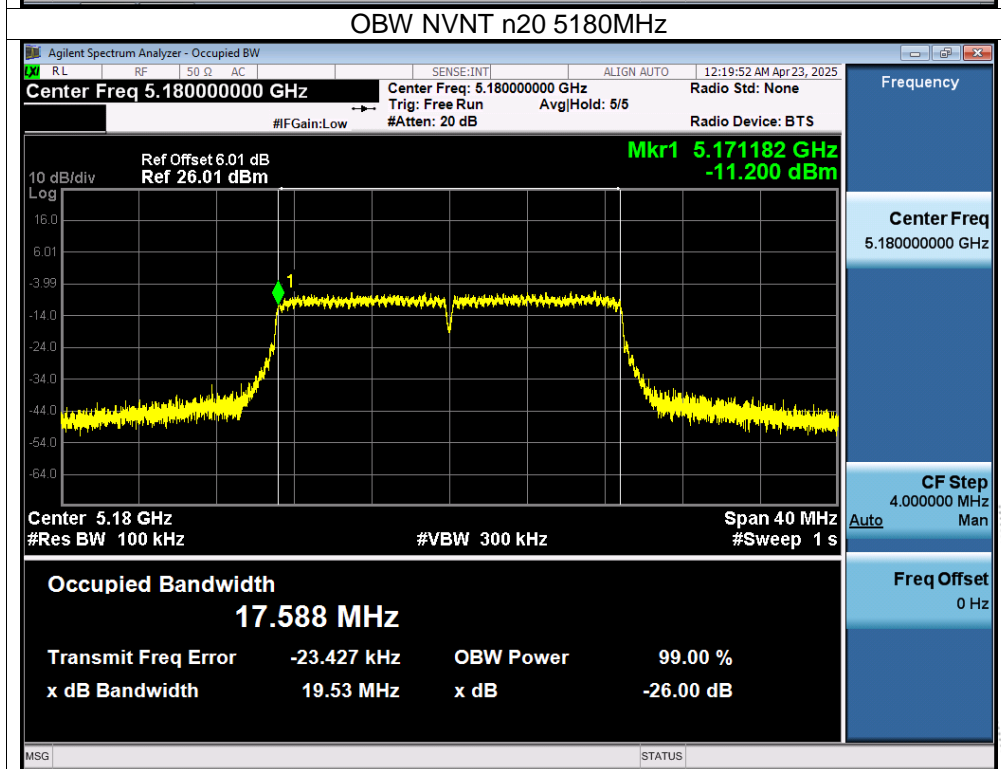 OBW NVNT n20 5180MHz
Agilent Spectrum Analyzer - Occupied BW
LXI RL RF 50 Ω AC SENSE:INT ALIGN AUTO 12:19:52 AM Apr 23, 2025
Center Freq 5.180000000 GHz
Center Freq: 5.180000000 GHz
Radio Std: None
Trig: Free Run Avg|Hold: 5/5
#IFGain:Low #Atten: 20 dB Radio Device: BTS
Ref Offset 6.01 dB
10 dB/div Ref 26.01 dBm
Mkr1 5.171182 GHz
-11.200 dBm
Log
16.0
6.01
-3.99
-14.0
-24.0
-34.0
-44.0
-54.0
-64.0
1
Center 5.18 GHz Span 40 MHz
#Res BW 100 kHz #VBW 300 kHz #Sweep 1 s
Occupied Bandwidth
17.588 MHz
Transmit Freq Error -23.427 kHz OBW Power 99.00 %
x dB Bandwidth 19.53 MHz x dB -26.00 dB
Frequency
Center Freq
5.180000000 GHz
CF Step
4.000000 MHz
Auto Man
Freq Offset
0 Hz
MSG STATUS